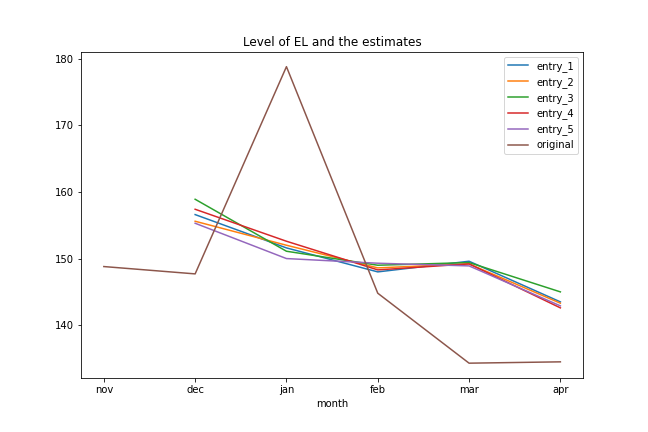 Level of EL and the estimates
180
170
160
150
140
entry_1
entry_2
entry_3
entry_4
entry_5
original
nov dec jan feb mar apr
month